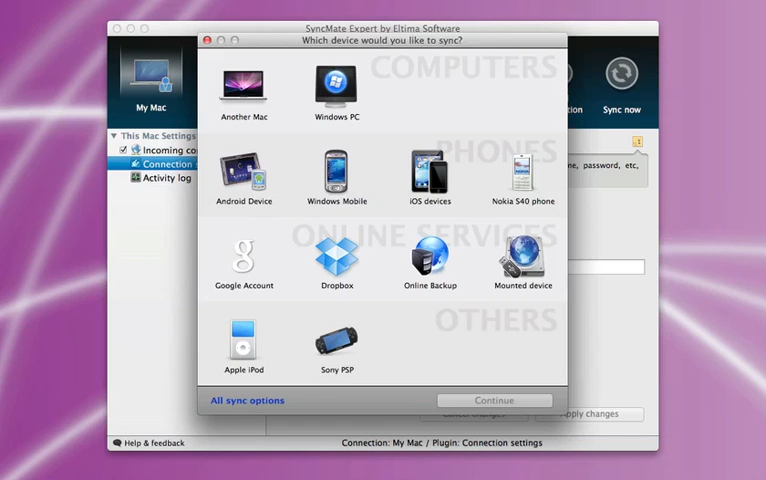 SyncMate Expert by Eltima Software
Which device would you like to sync?
COMPUTERS
My Mac
Another Mac
Windows PC
Sync now
This Mac Settings
Incoming co
Connection
Activity log
PHONES
Android Device
Windows Mobile
iOS devices
Nokia S40 phone
ne, password, etc,
ONLINE SERVICES
Google Account
Dropbox
Online Backup
Mounted device
OTHERS
Apple iPod
Sony PSP
All sync options
Continue
Cancel changes
pply changes
Help & feedback
Connection: My Mac / Plugin: Connection settings